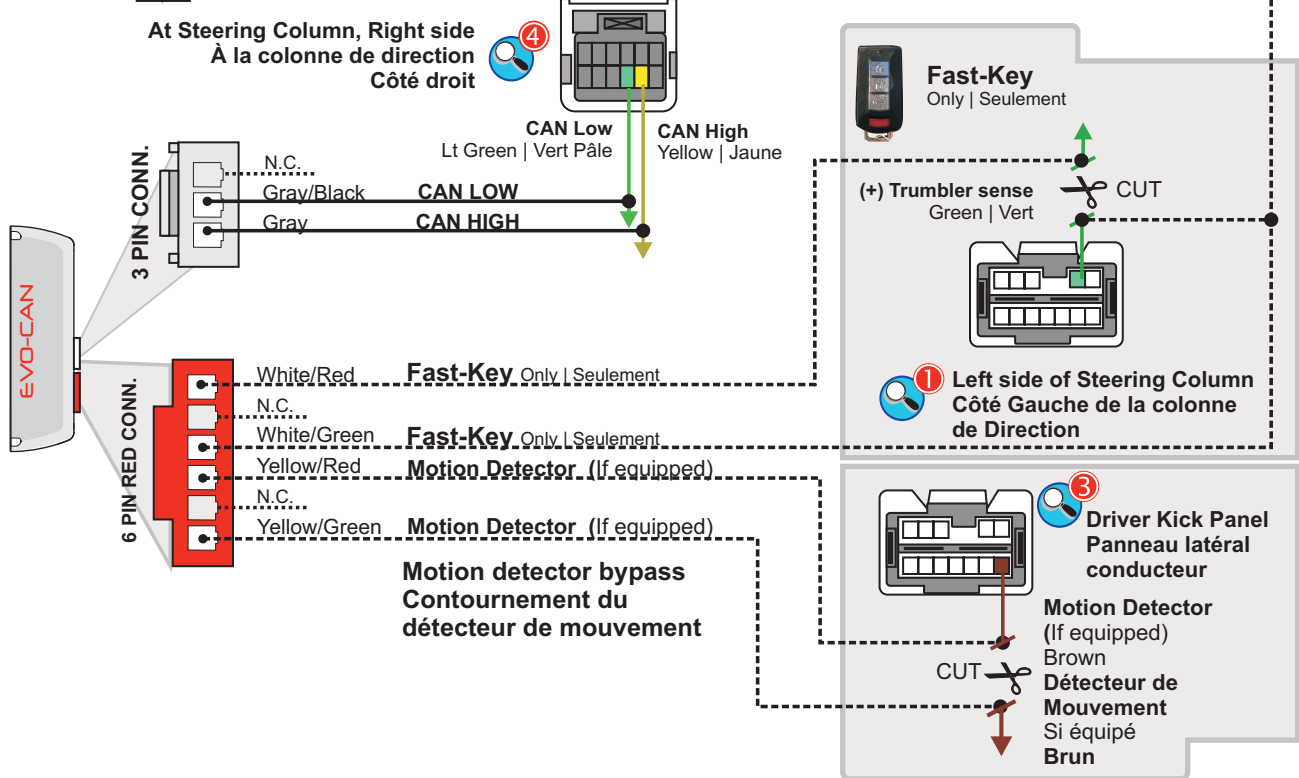 At Steering Column, Right side
À la colonne de direction
Côté droit
4
CAN Low
Lt Green | Vert Pâle
CAN High
Yellow | Jaune
3 PIN CONN.
N.C.
Gray/Black CAN LOW
Gray CAN HIGH
EVO-CAN
6 PIN RED CONN.
White/Red Fast-Key Only | Seulement
N.C.
White/Green Fast-Key Only | Seulement
Yellow/Red Motion Detector (If equipped)
N.C.
Yellow/Green Motion Detector (If equipped)
Motion detector bypass
Contournement du
détecteur de mouvement
Fast-Key
Only | Seulement
(+) Trumbler sense
Green | Vert
CUT
1
Left side of Steering Column
Côté Gauche de la colonne
de Direction
3
Driver Kick Panel
Panneau latéral
conducteur
Motion Detector
(If equipped)
Brown
CUT
Détecteur de
Mouvement
Si équipé
Brun